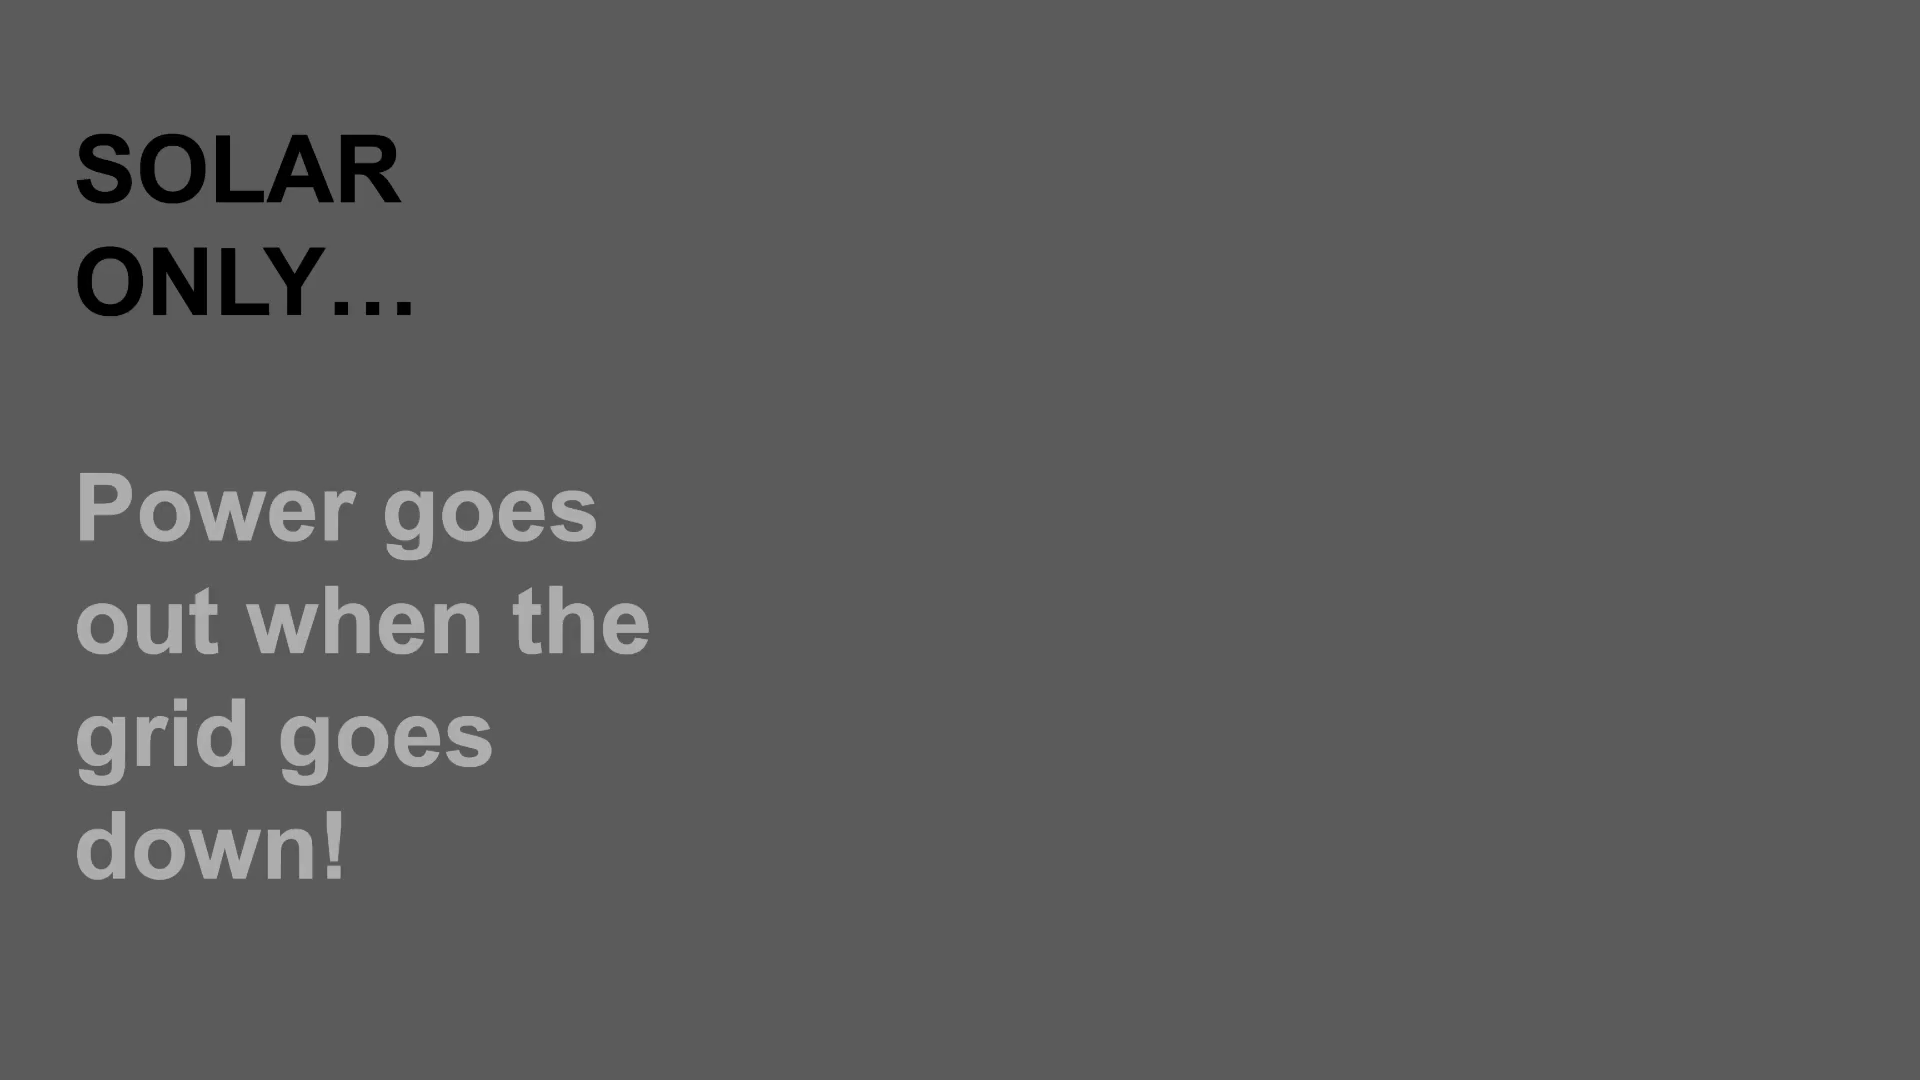 SOLAR
ONLY…
Power goes
out when the
grid goes
down!